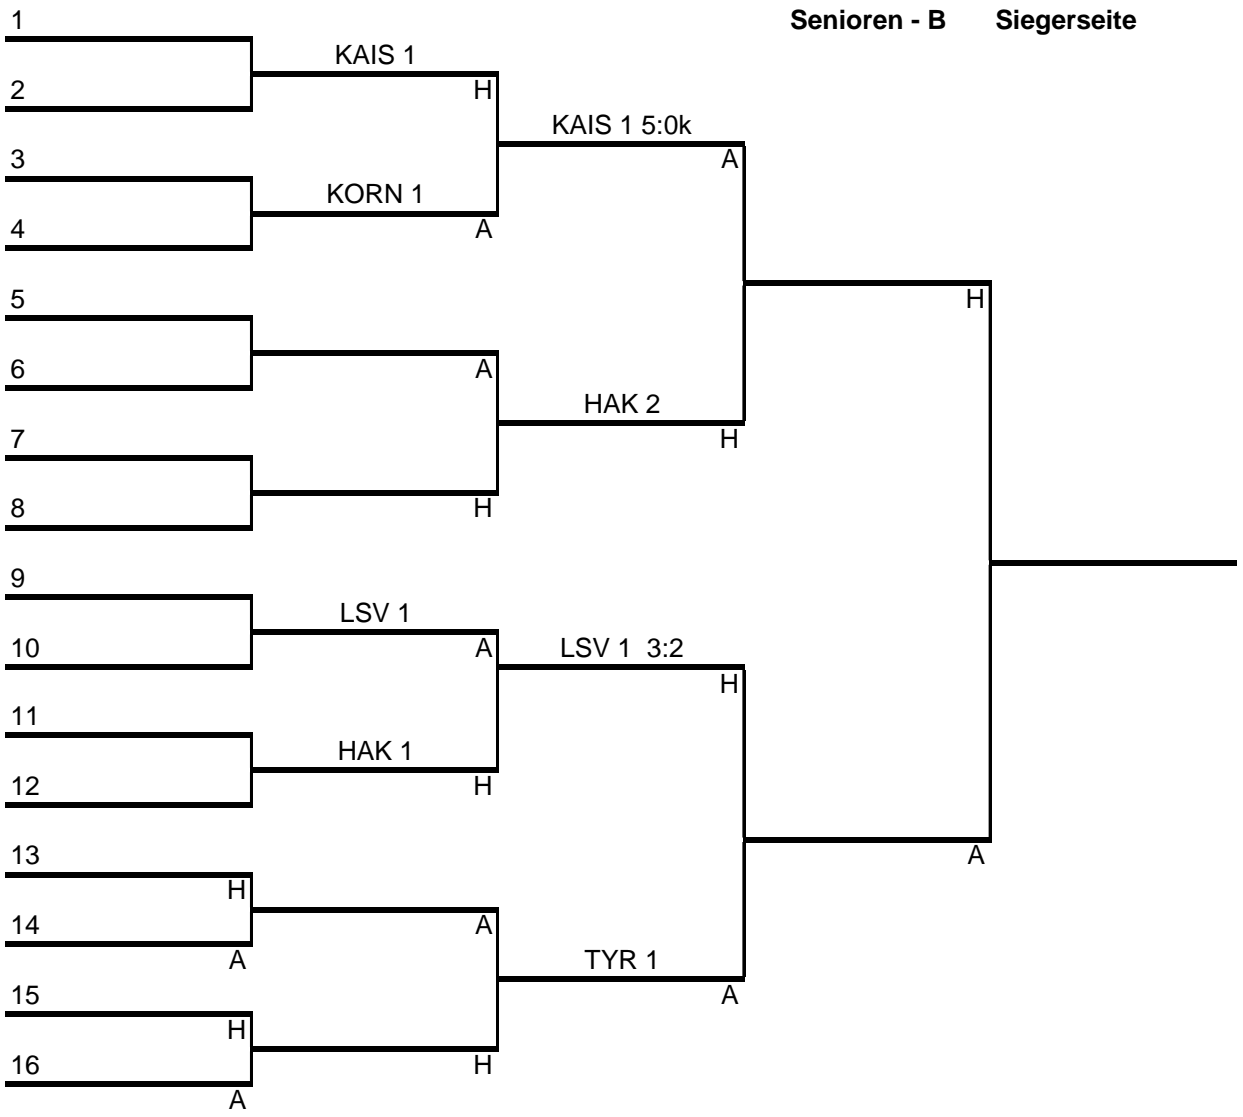 1 Senioren - B Siegerseite
KAIS 1
2 H
KAIS 1 5:0k
3 A
KORN 1
4 A
5 H
6 A
HAK 2
7 H
8 H
9
LSV 1
10 A LSV 1 3:2
H
11
HAK 1
12 H
13 A
H
14 A
A TYR 1
15 A
H
16 H
A